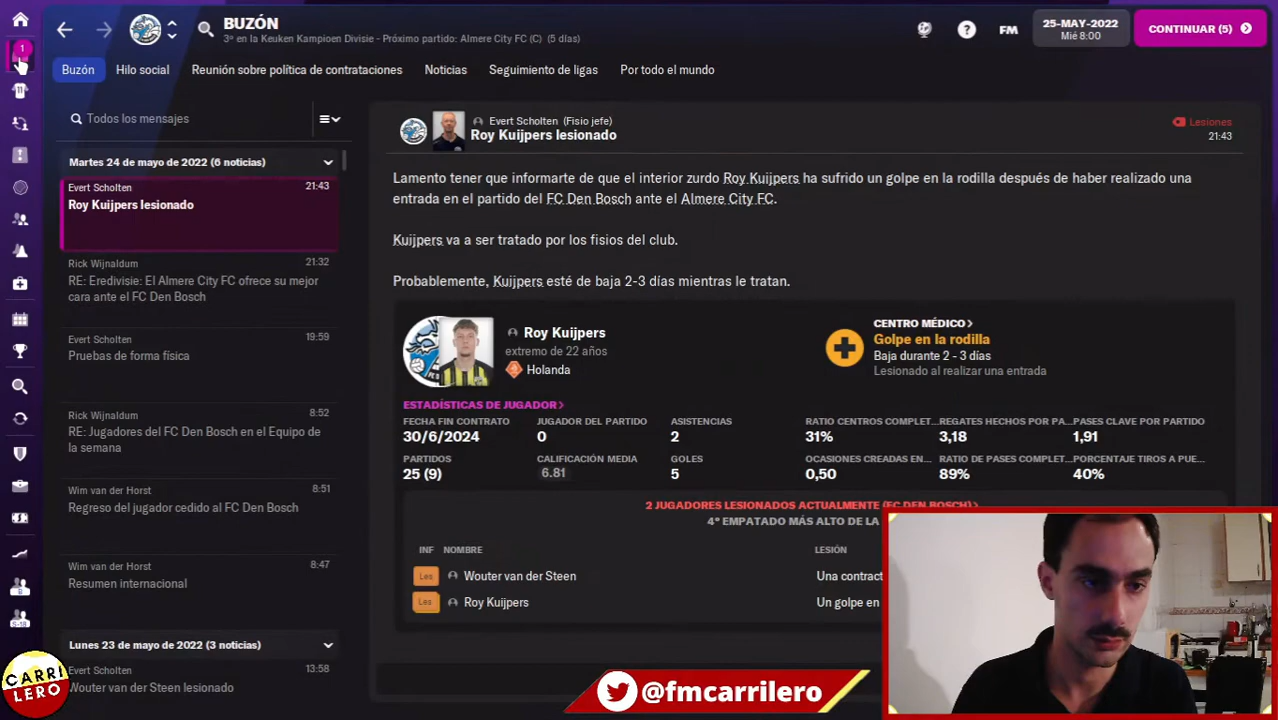 BUZÓN
3º en la Keuken Kampioen Divisie - Próximo partido: Almere City FC (C) (5 días)
FM
25-MAY-2022
Mié 8:00
CONTINUAR (5)
1
Buzón
Hilo social
Reunión sobre política de contrataciones
Noticias
Seguimiento de ligas
Por todo el mundo
Todos los mensajes
Martes 24 de mayo de 2022 (6 noticias)
Evert Scholten
21:43
Roy Kuijpers lesionado
Rick Wijnaldum
21:32
RE: Eredivisie: El Almere City FC ofrece su mejor
cara ante el FC Den Bosch
Evert Scholten
19:59
Pruebas de forma física
Rick Wijnaldum
8:52
RE: Jugadores del FC Den Bosch en el Equipo de
la semana
Wim van der Horst
8:51
Regreso del jugador cedido al FC Den Bosch
Wim van der Horst
8:47
Resumen internacional
Lunes 23 de mayo de 2022 (3 noticias)
Evert Scholten
13:58
Wouter van der Steen lesionado
Evert Scholten (Fisio jefe)
Roy Kuijpers lesionado
Lesiones
21:43
Lamento tener que informarte de que el interior zurdo Roy Kuijpers ha sufrido un golpe en la rodilla después de haber realizado una
entrada en el partido del FC Den Bosch ante el Almere City FC.
Kuijpers va a ser tratado por los fisios del club.
Probablemente, Kuijpers esté de baja 2-3 días mientras le tratan.
Roy Kuijpers
extremo de 22 años
Holanda
CENTRO MÉDICO
Golpe en la rodilla
Baja durante 2 - 3 días
Lesionado al realizar una entrada
ESTADÍSTICAS DE JUGADOR
FECHA FIN CONTRATO
JUGADOR DEL PARTIDO
ASISTENCIAS
RATIO CENTROS COMPLET...
REGATES HECHOS POR PA...
PASES CLAVE POR PARTIDO
30/6/2024
0
2
31%
3,18
1,91
PARTIDOS
CALIFICACIÓN MEDIA
GOLES
OCASIONES CREADAS EN...
RATIO DE PASES COMPLET...
PORCENTAJE TIROS A PUE...
25 (9)
6.81
5
0,50
89%
40%
2 JUGADORES LESIONADOS ACTUALMENTE (FC DEN BOSCH)
4º EMPATADO MÁS ALTO DE LA
INF
NOMBRE
LESIÓN
Les
Wouter van der Steen
Una contract
Les
Roy Kuijpers
Un golpe en
S-18
CARRI
LERO
@fmcarrilero